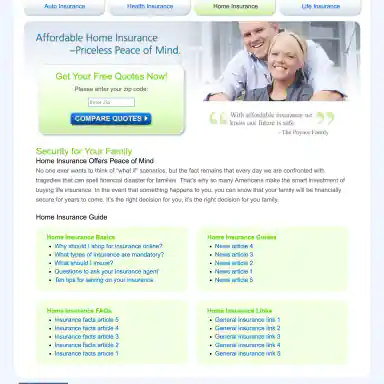 Auto Insurance
Health Insurance
Home Insurance
Life Insurance
Affordable Home Insurance
–Priceless Peace of Mind.
Get Your Free Quotes Now!
Please enter your zip code:
Enter Zip
COMPARE QUOTES
With affordable insurance we
know our future is safe.
- The Family
Security for Your Family
Home Insurance Offers Peace of Mind
No one ever wants to think of "what if" scenarios, but the fact remains that every day we are confronted with
tragedies that can spell financial disaster for families. That's why so many Americans make the smart investment of
buying life insurance. In the event that something happens to you, you can know that your family will be financially
secure for years to come. It's the right decision for you, it's the right decision for you family.
Home Insurance Guide
Home Insurance Basics
Why should I shop for insurance online?
What types of insurance are mandatory?
What should I insure?
Questions to ask your insurance agent
Ten tips for saving on your insurance
Home Insurance Guides
News article 4
News article 3
News article 2
News article 1
News article 5
Home Insurance FAQs
Insurance facts article 5
Insurance facts article 4
Insurance facts article 3
Insurance facts article 2
Insurance facts article 1
Home Insurance Links
General insurance link 1
General insurance link 2
General insurance link 3
General insurance link 4
General insurance link 5